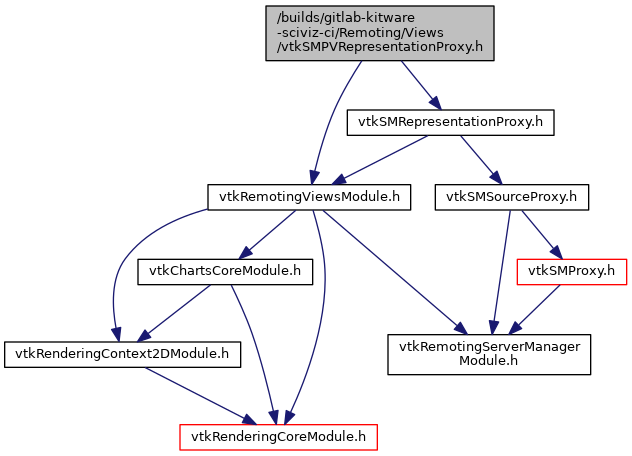 /builds/gitlab-kitware
-sciviz-ci/Remoting/Views
/vtkSMPVRepresentationProxy.h
vtkSMRepresentationProxy.h
vtkRemotingViewsModule.h
vtkSMSourceProxy.h
vtkChartsCoreModule.h
vtkSMProxy.h
vtkRenderingContext2DModule.h
vtkRemotingServerManager
Module.h
vtkRenderingCoreModule.h